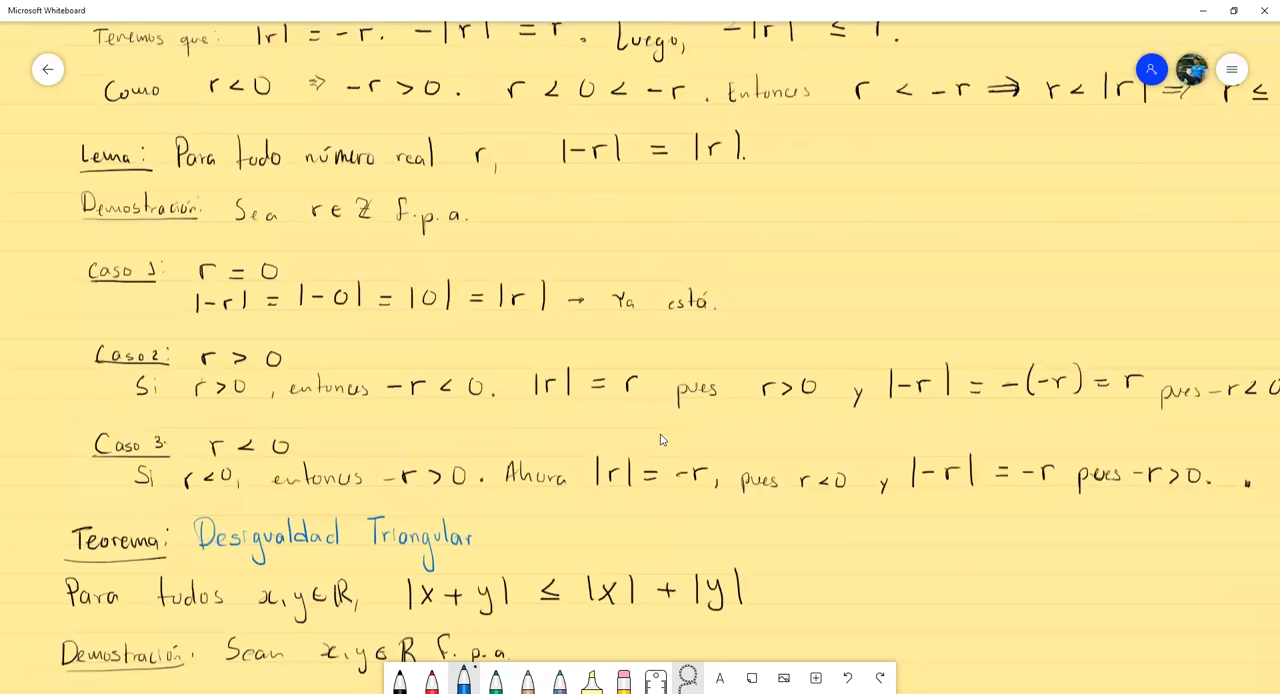 Microsoft Whiteboard
Tenemos que: |r| = -r. -|r| = r. Luego, -|r| ≤ r.
Como r<0 ⇒ -r>0. r < 0 < -r. Entonces r < -r ⟹ r < |r| ⟹ r ≤
Lema: Para todo número real r, |-r| = |r|.
Demostración: Sea r ∈ ℤ f.p.a.
Caso 1: r = 0
|-r| = |-0| = |0| = |r| → Ya está.
Caso 2: r > 0
Si r>0, entonces -r<0. |r| = r pues r>0 y |-r| = -(-r) = r pues -r<0
Caso 3: r < 0
Si r<0, entonces -r>0. Ahora |r| = -r, pues r<0 y |-r| = -r pues -r>0.
Teorema: Desigualdad Triangular
Para todos x,y∈ℝ, |x+y| ≤ |x| + |y|
Demostración. Sean x,y ∈ ℝ f.p.a.
A